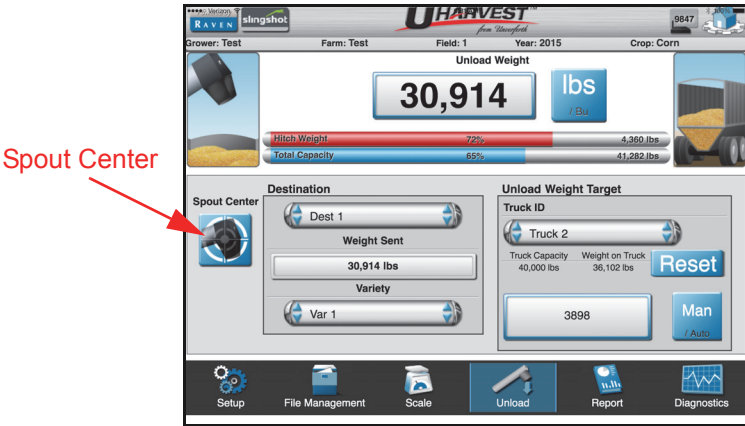 Verizon
RAVEN
slingshot
UHARVEST™
from Unverferth
9847
100%
Grower: Test
Farm: Test
Field: 1
Year: 2015
Crop: Corn
Unload Weight
30,914
lbs
/ Bu
Hitch Weight
72%
4,360 lbs
Total Capacity
65%
41,282 lbs
Spout Center
Spout Center
Destination
Dest 1
Weight Sent
30,914 lbs
Variety
Var 1
Unload Weight Target
Truck ID
Truck 2
Truck Capacity
Weight on Truck
40,000 lbs
36,102 lbs
Reset
3898
Man
/ Auto
Setup
File Management
Scale
Unload
Report
Diagnostics